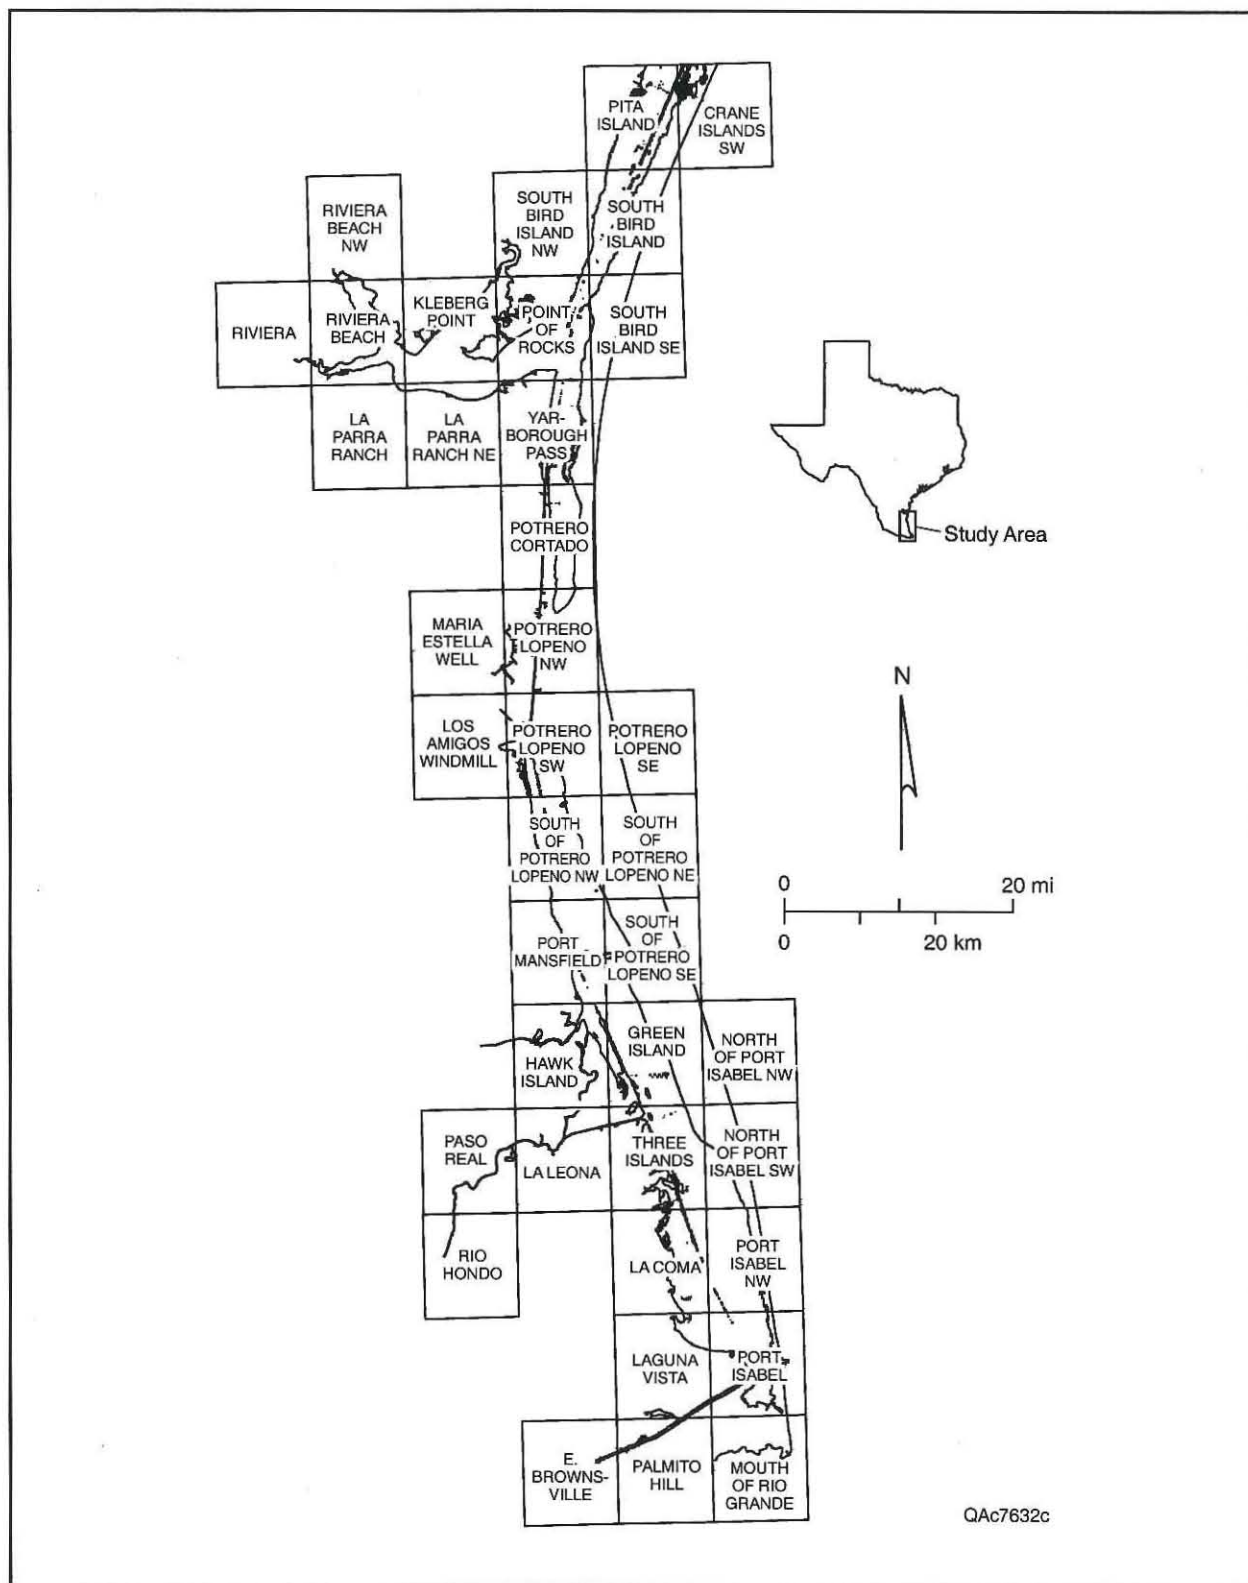 PITA
ISLAND
CRANE
ISLANDS
SW
RIVIERA
BEACH
NW
SOUTH
BIRD
ISLAND
NW
SOUTH
BIRD
ISLAND
RIVIERA
RIVIERA
BEACH
KLEBERG
POINT
POINT
OF
ROCKS
SOUTH
BIRD
ISLAND SE
LA
PARRA
RANCH
LA
PARRA
RANCH NE
YAR-
BOROUGH
PASS
Study Area
POTRERO
CORTADO
MARIA
ESTELLA
WELL
POTRERO
LOPENO
NW
N
LOS
AMIGOS
WINDMILL
POTRERO
LOPENO
SW
POTRERO
LOPENO
SE
SOUTH
OF
POTRERO
LOPENO NW
SOUTH
OF
POTRERO
LOPENO NE
0 20 mi
0 20 km
PORT
MANSFIELD
SOUTH
OF
POTRERO
LOPENO SE
HAWK
ISLAND
GREEN
ISLAND
NORTH
OF PORT
ISABEL NW
PASO
REAL
LA LEONA
THREE
ISLANDS
NORTH
OF PORT
ISABEL SW
RIO
HONDO
LA COMA
PORT
ISABEL
NW
LAGUNA
VISTA
PORT
ISABEL
E.
BROWNS-
VILLE
PALMITO
HILL
MOUTH
OF RIO
GRANDE
QAc7632c